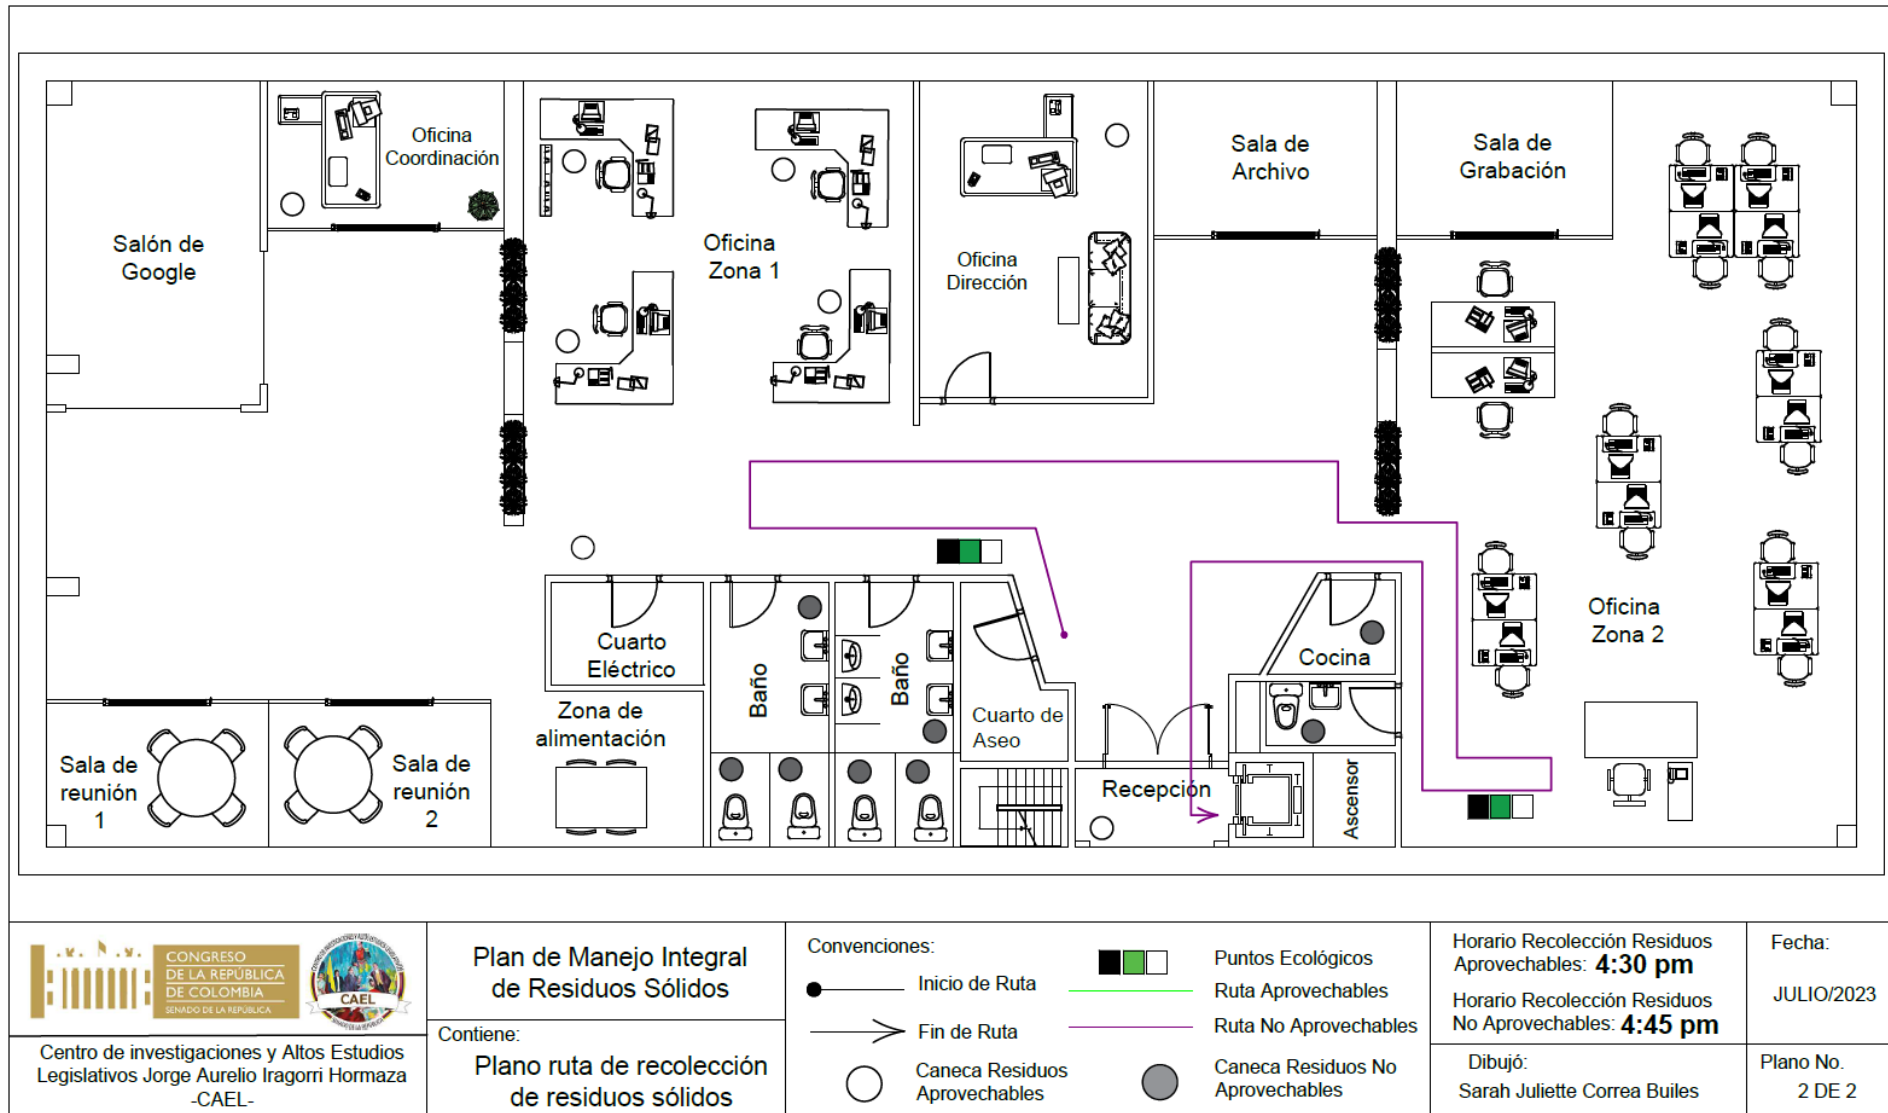 Oficina
Coordinación
Salón de
Google
Oficina
Zona 1
Oficina
Dirección
Sala de
Archivo
Sala de
Grabación
Oficina
Zona 2
Cuarto
Eléctrico
Baño
Baño
Cocina
Zona de
alimentación
Cuarto de
Aseo
Sala de
reunión
1
Sala de
reunión
2
Recepción
Ascensor
CONGRESO
DE LA REPÚBLICA
DE COLOMBIA
SENADO DE LA REPÚBLICA
CAEL
Centro de investigaciones y Altos Estudios
Legislativos Jorge Aurelio Iragorri Hormaza
-CAEL-
Plan de Manejo Integral
de Residuos Sólidos
Contiene:
Plano ruta de recolección
de residuos sólidos
Convenciones:
Inicio de Ruta
Fin de Ruta
Caneca Residuos
Aprovechables
Puntos Ecológicos
Ruta Aprovechables
Ruta No Aprovechables
Caneca Residuos No
Aprovechables
Horario Recolección Residuos
Aprovechables: 4:30 pm
Horario Recolección Residuos
No Aprovechables: 4:45 pm
Dibujó:
Sarah Juliette Correa Builes
Fecha:
JULIO/2023
Plano No.
2 DE 2